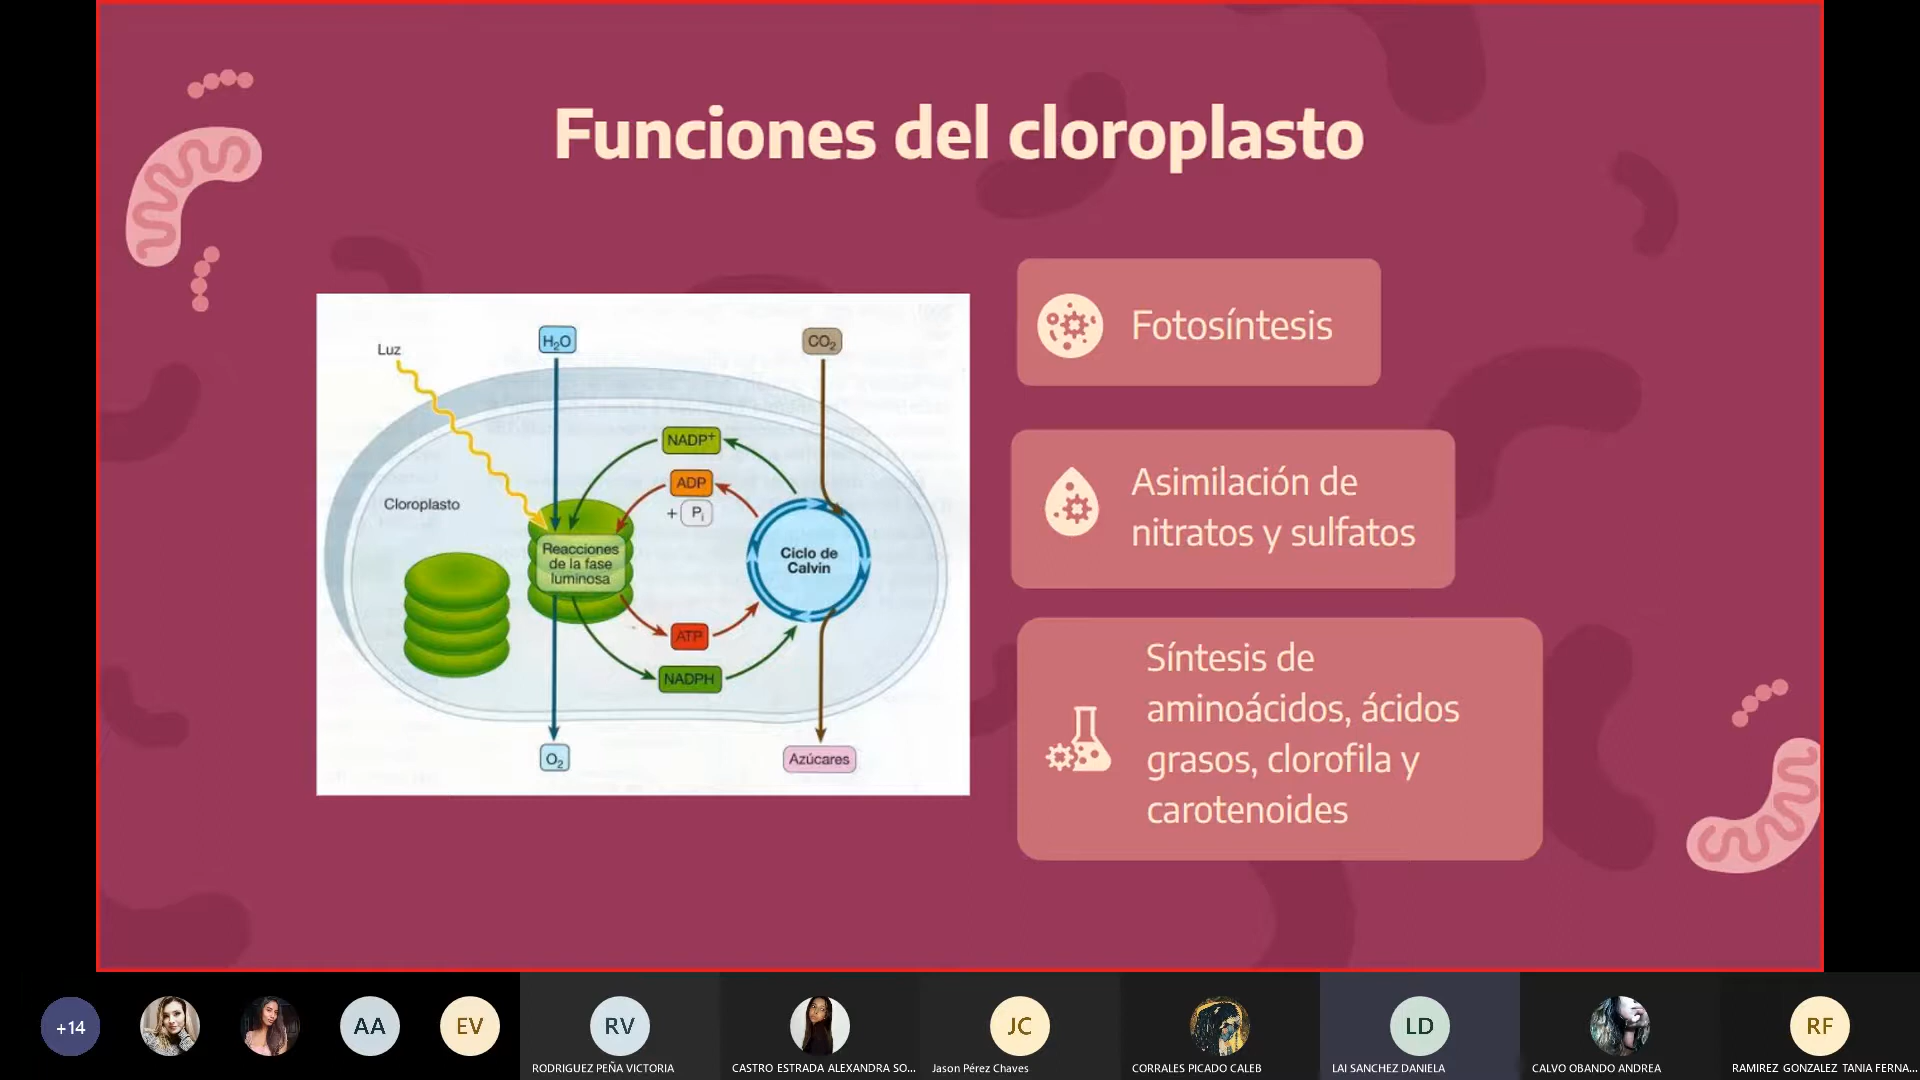 Funciones del cloroplasto
Luz
H₂O
CO₂
NADP⁺
ADP
+ Pᵢ
Cloroplasto
Reacciones
de la fase
luminosa
Ciclo de
Calvin
ATP
NADPH
O₂
Azúcares
Fotosíntesis
Asimilación de
nitratos y sulfatos
Síntesis de
aminoácidos, ácidos
grasos, clorofila y
carotenoides
+14
AA
EV
RV
RODRIGUEZ PEÑA VICTORIA
CASTRO ESTRADA ALEXANDRA SO...
JC
Jason Pérez Chaves
CORRALES PICADO CALEB
LD
LAI SANCHEZ DANIELA
CALVO OBANDO ANDREA
RF
RAMIREZ GONZALEZ TANIA FERNA...